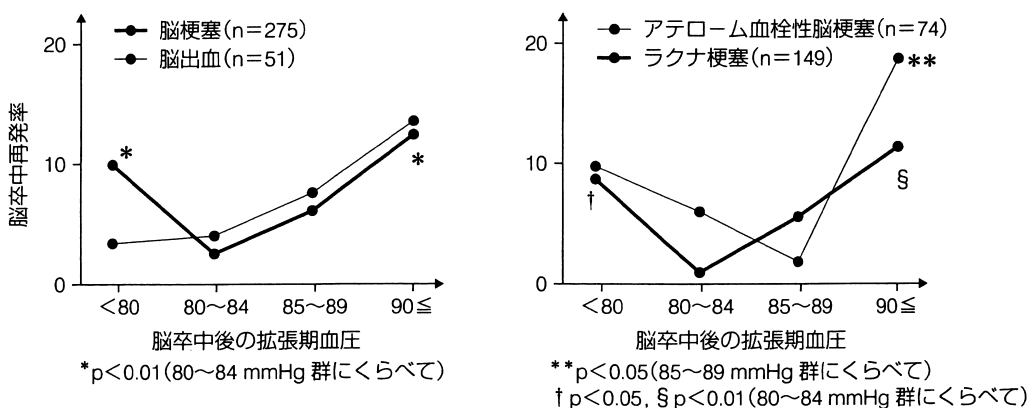 脳梗塞(n=275)
脳出血(n=51)
脳卒中再発率
20
10
0
*
*
<80
80〜84
85〜89
90≦
脳卒中後の拡張期血圧
*p<0.01(80〜84 mmHg 群にくらべて)
アテローム血栓性脳梗塞(n=74)
ラクナ梗塞(n=149)
20
10
0
†
**
§
<80
80〜84
85〜89
90≦
脳卒中後の拡張期血圧
**p<0.05(85〜89 mmHg 群にくらべて)
†p<0.05, §p<0.01(80〜84 mmHg 群にくらべて)